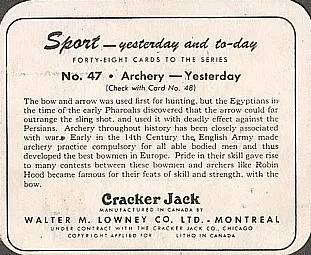 Sport — yesterday and to-day
FORTY-EIGHT CARDS TO THE SERIES
No. 47 • Archery — Yesterday
(Check with Card No. 48)
The bow and arrow was used first for hunting, but the Egyptians in
the time of the early Pharoahs discovered that the arrow could far
outrange the sling shot, and used it with deadly effect against the
Persians. Archery throughout history has been closely associated
with war. Early in the 14th Century the English Army made
archery practice compulsory for all able bodied men and thus
developed the best bowmen in Europe. Pride in their skill gave rise
to many contests between these bowmen and archers like Robin
Hood became famous for their feats of skill and strength, with the
bow.
Cracker Jack
MANUFACTURED IN CANADA BY
WALTER M. LOWNEY CO. LTD. - MONTREAL
UNDER CONTRACT WITH THE CRACKER JACK CO., CHICAGO
COPYRIGHT APPLIED FOR LITHO IN CANADA